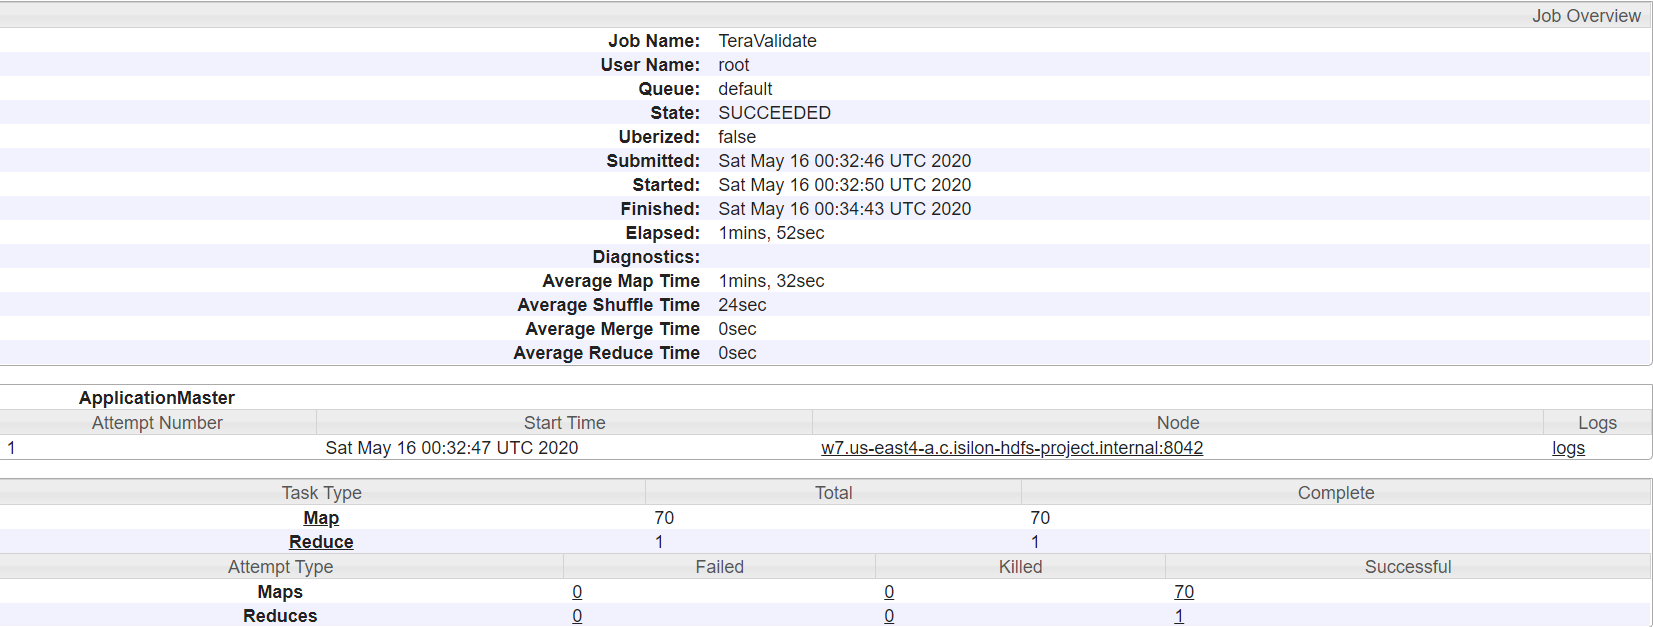 Job Overview
Job Name: TeraValidate
User Name: root
Queue: default
State: SUCCEEDED
Uberized: false
Submitted: Sat May 16 00:32:46 UTC 2020
Started: Sat May 16 00:32:50 UTC 2020
Finished: Sat May 16 00:34:43 UTC 2020
Elapsed: 1mins, 52sec
Diagnostics:
Average Map Time 1mins, 32sec
Average Shuffle Time 24sec
Average Merge Time 0sec
Average Reduce Time 0sec
ApplicationMaster
Attempt Number Start Time Node Logs
1 Sat May 16 00:32:47 UTC 2020 w7.us-east4-a.c.isilon-hdfs-project.internal:8042 logs
Task Type Total Complete
Map 70 70
Reduce 1 1
Attempt Type Failed Killed Successful
Maps 0 0 70
Reduces 0 0 1